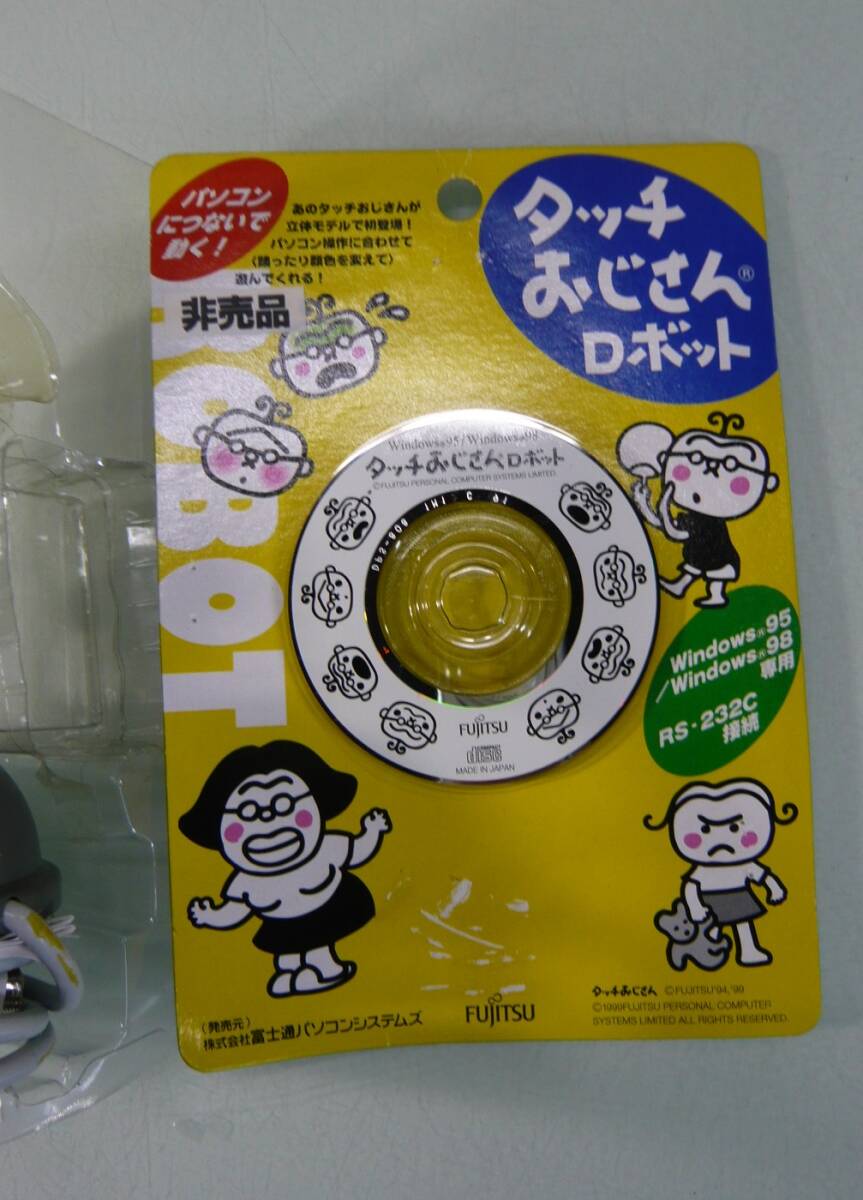 パソコン
につないで
動く！
あのタッチおじさんが
立体モデルで初登場！
パソコン操作に合わせて
（踊ったり顔色を変えて）
遊んでくれる！
非売品
タッチ
おじさん®
ロボット
ROBOT
Windows®95/Windows®98
タッチおじさんロボット
©FUJITSU PERSONAL COMPUTER SYSTEMS LIMITED.
FUJITSU
COMPACT
disc
MADE IN JAPAN
Windows®95
/Windows®98
専用
RS-232C
接続
（発売元）
株式会社富士通パソコンシステムズ
FUJITSU
タッチおじさん ©FUJITSU'94,'99
©1999FUJITSU PERSONAL COMPUTER
SYSTEMS LIMITED ALL RIGHTS RESERVED.